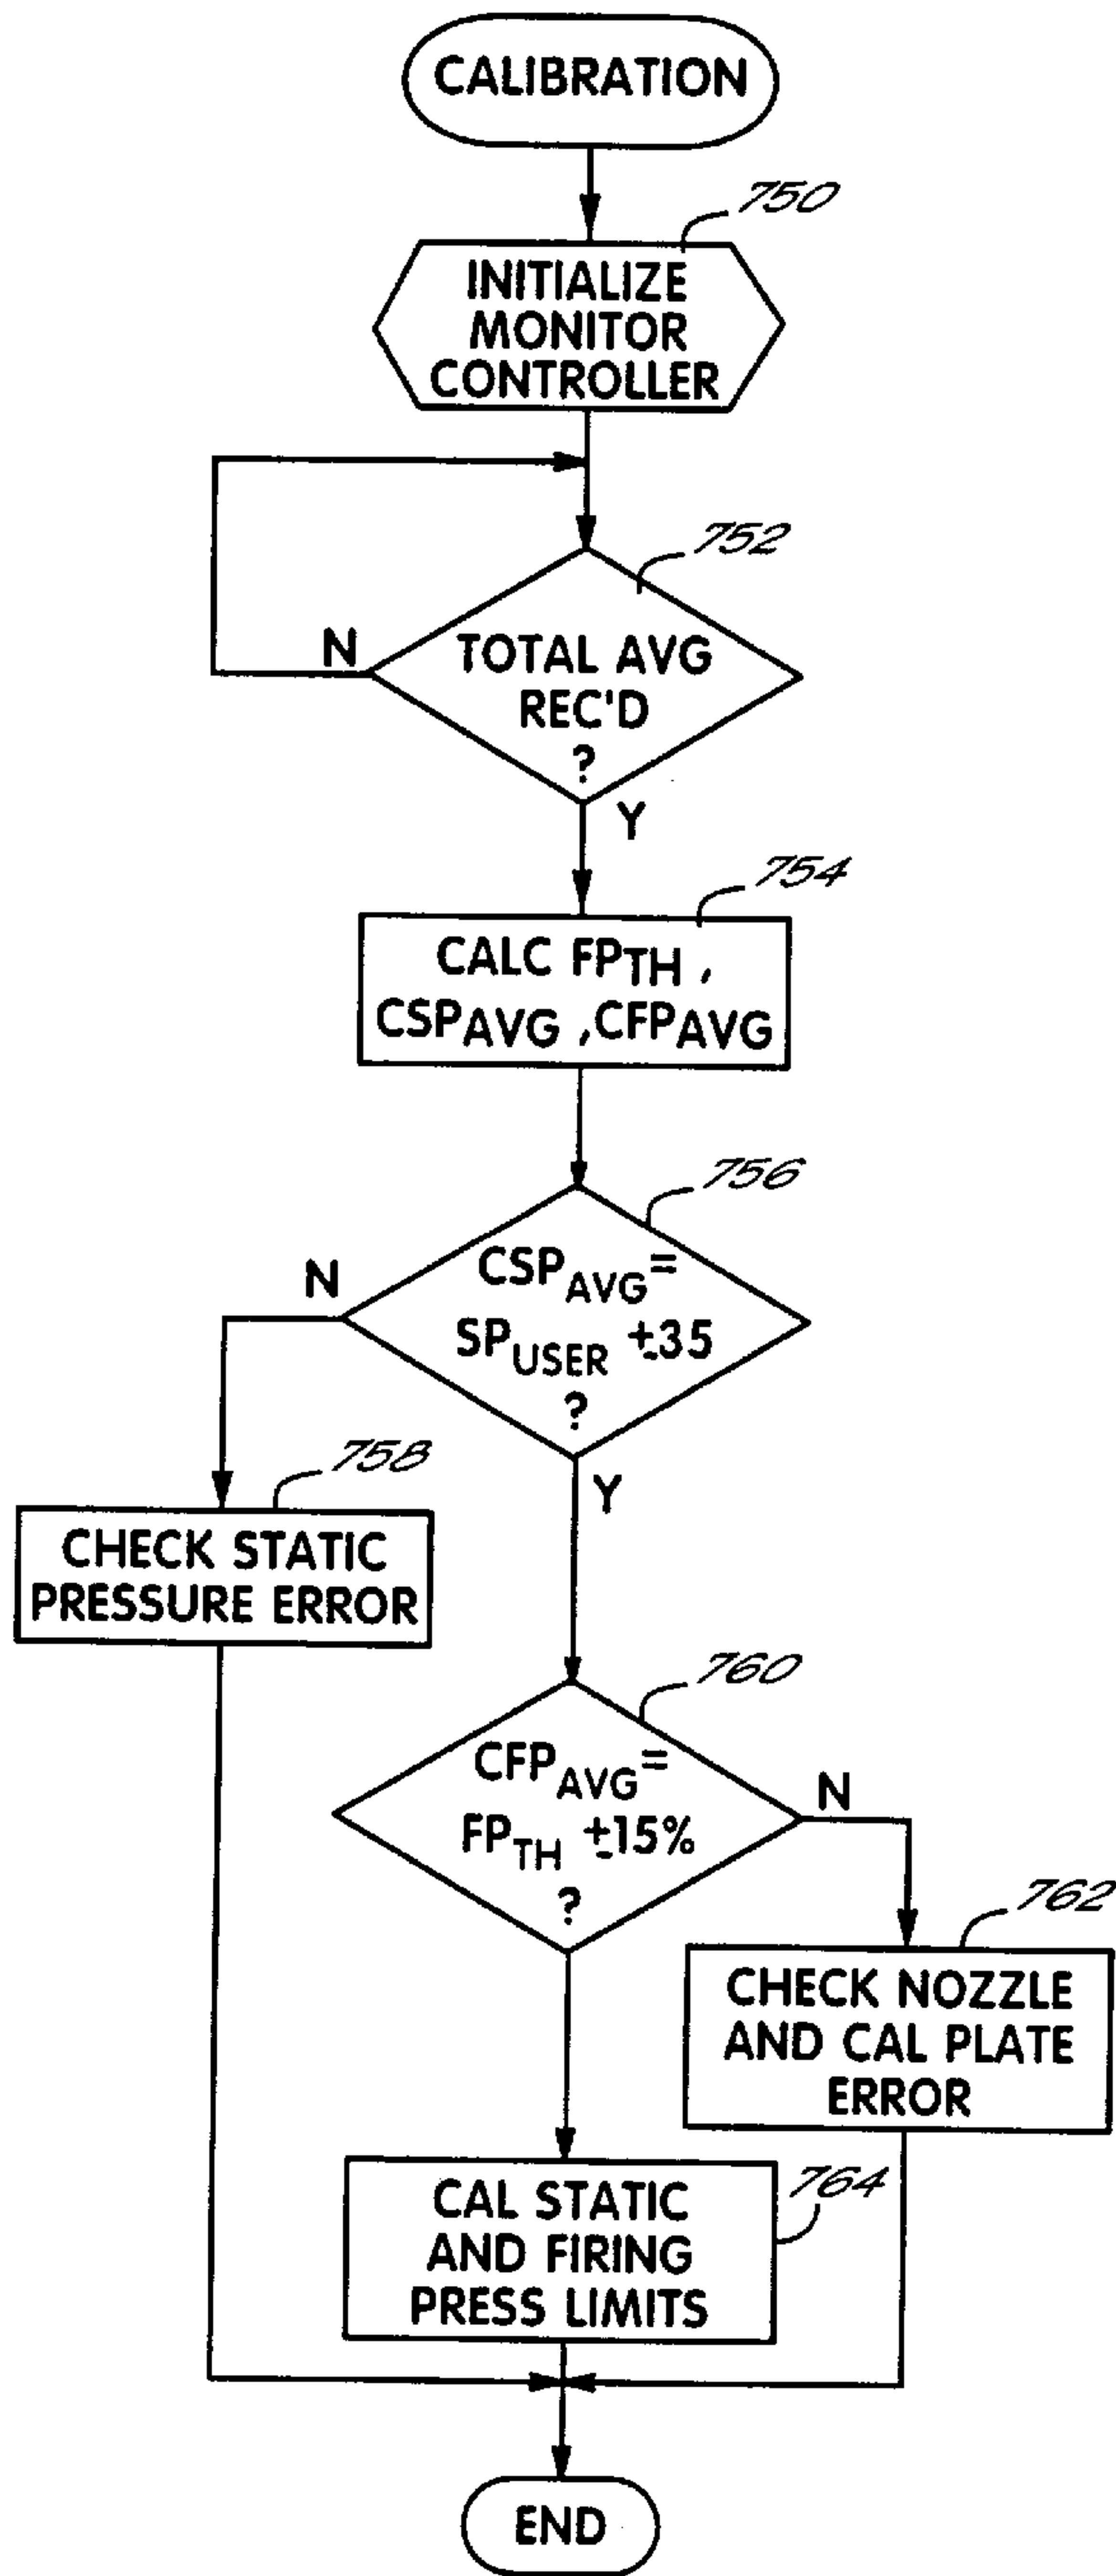 CALIBRATION
750
INITIALIZE
MONITOR
CONTROLLER
752
N
TOTAL AVG
REC'D
?
Y
754
CALC FPTH ,
CSPAVG ,CFPAVG
756
N
CSPAVG=
SPUSER ±35
?
Y
758
CHECK STATIC
PRESSURE ERROR
760
CFPAVG=
FPTH ±15%
?
N
762
CHECK NOZZLE
AND CAL PLATE
ERROR
764
CAL STATIC
AND FIRING
PRESS LIMITS
END